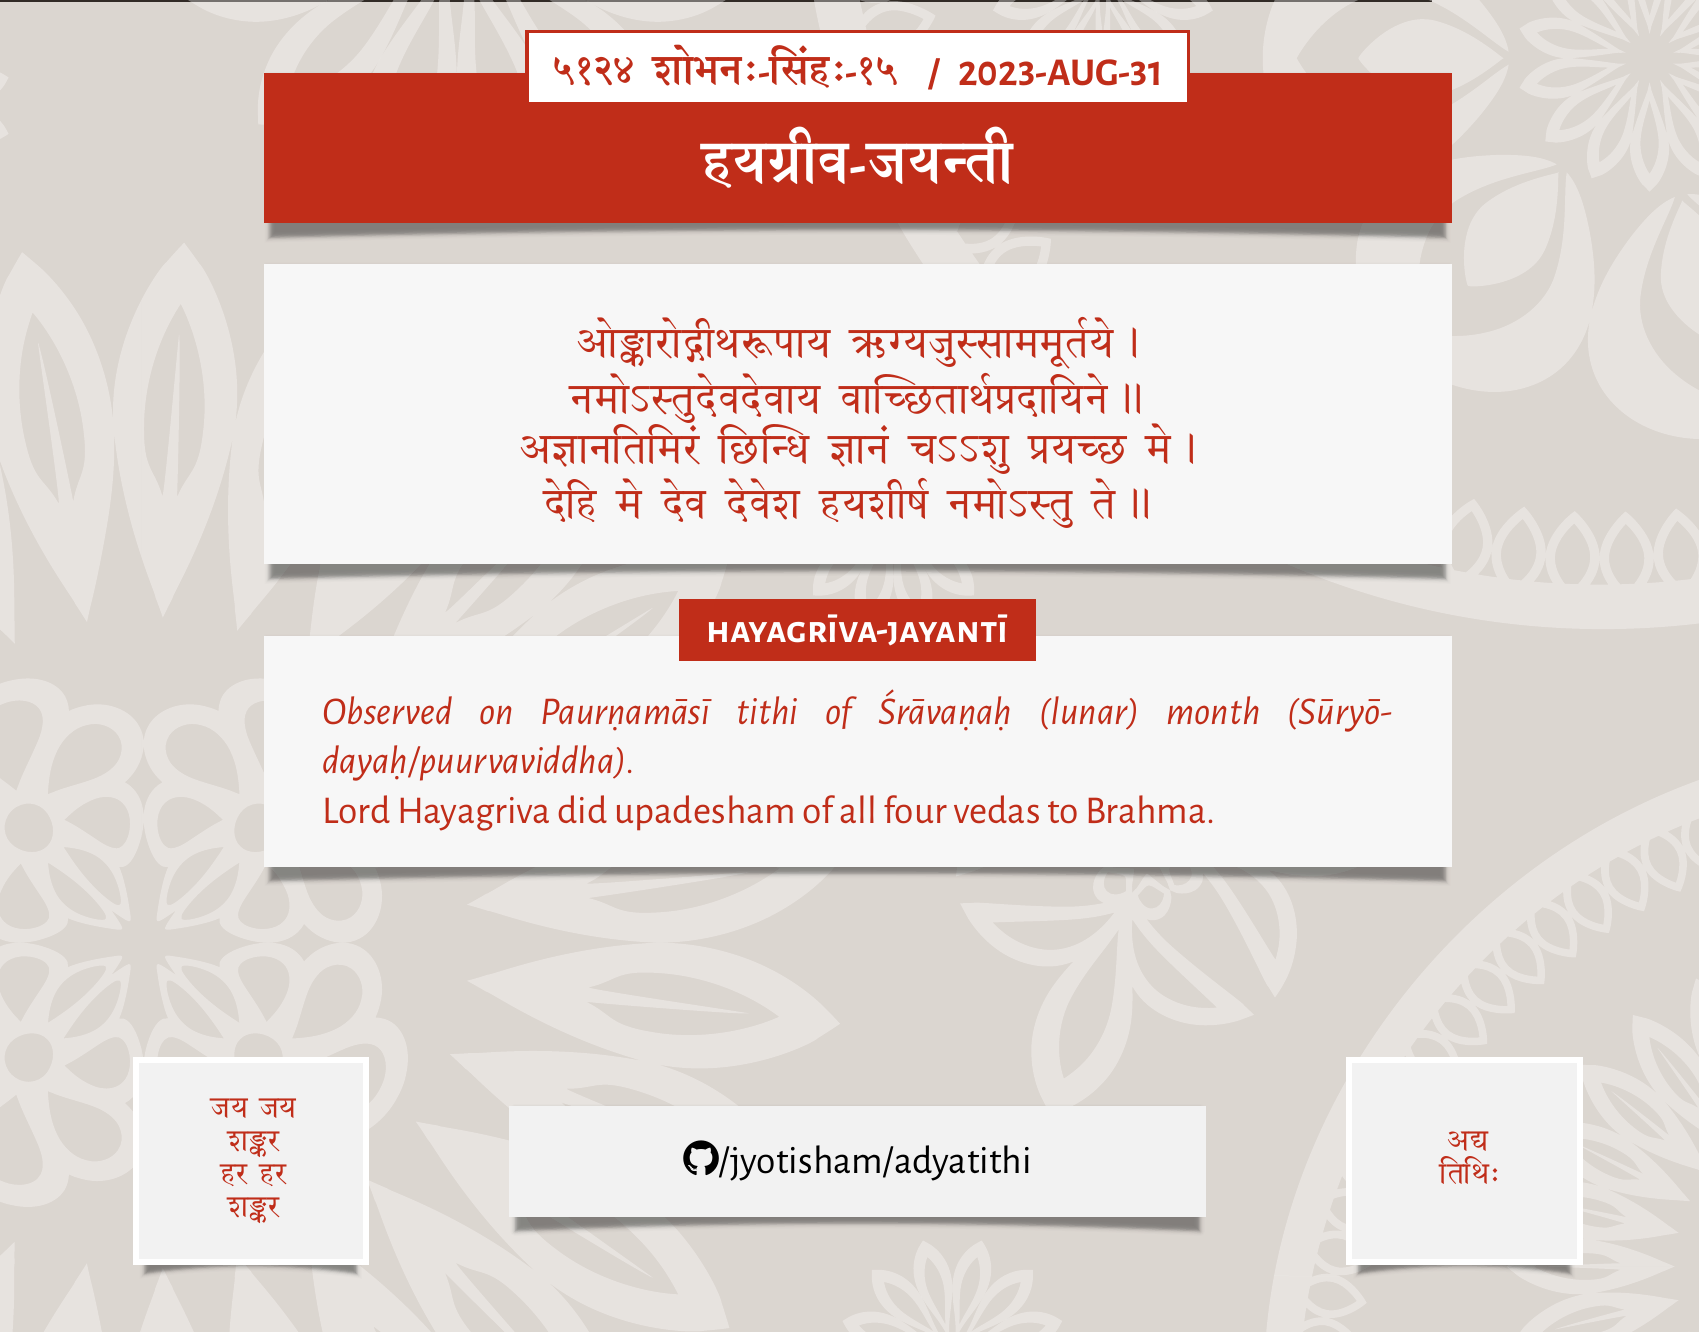 ५१२४ शोभनः-सिंहः-१५ / 2023-AUG-31
हयग्रीव-जयन्ती
ओङ्कारोद्गीथरूपाय ऋग्यजुस्साममूर्तये ।
नमोऽस्तुदेवदेवाय वाच्छितार्थप्रदायिने ॥
अज्ञानतिमिरं छिन्धि ज्ञानं चऽऽशु प्रयच्छ मे ।
देहि मे देव देवेश हयशीर्ष नमोऽस्तु ते ॥
HAYAGRĪVA-JAYANTĪ
Observed on Paurṇamāsī tithi of Śrāvaṇaḥ (lunar) month (Sūryō-
dayaḥ/puurvaviddha).
Lord Hayagriva did upadesham of all four vedas to Brahma.
जय जय
शङ्कर
हर हर
शङ्कर
/jyotisham/adyatithi
अद्य
तिथिः